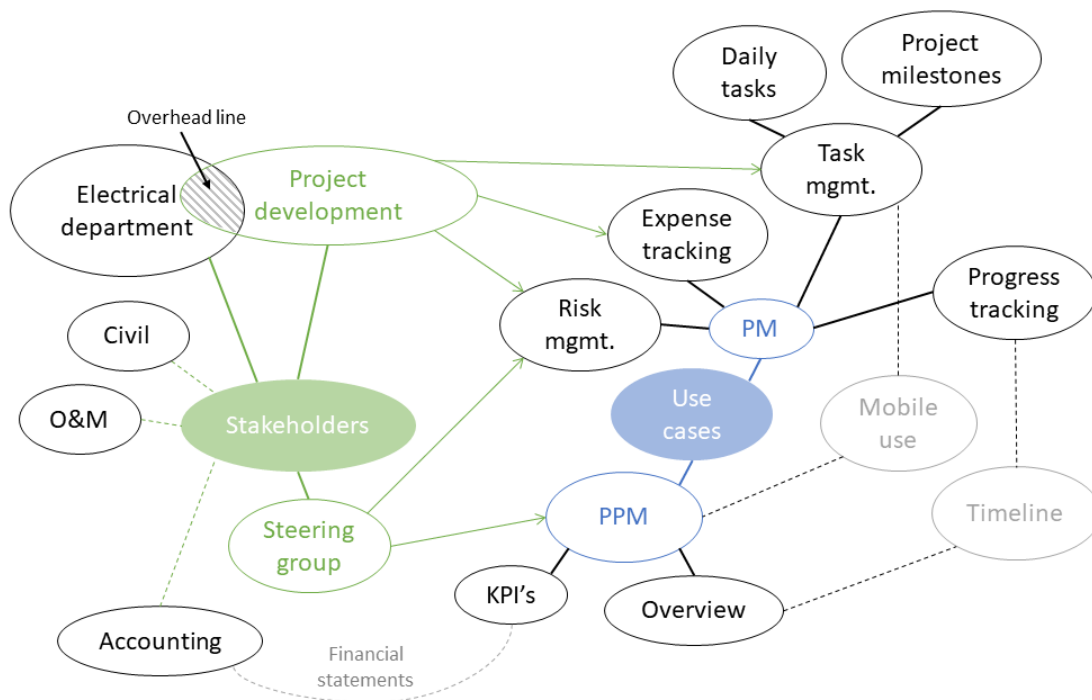 Daily
tasks
Project
milestones
Overhead line
Electrical
department
Project
development
Task
mgmt.
Expense
tracking
Progress
tracking
Civil
Risk
mgmt.
PM
O&M
Stakeholders
Use
cases
Mobile
use
Steering
group
PPM
Timeline
KPI's
Overview
Accounting
Financial
statements